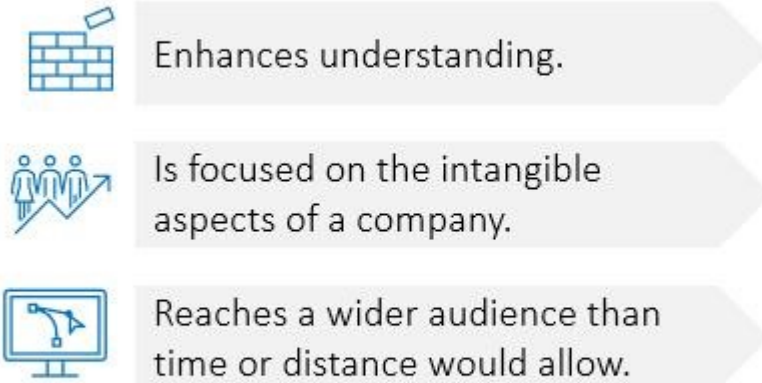 Enhances understanding.
Is focused on the intangible
aspects of a company.
Reaches a wider audience than
time or distance would allow.